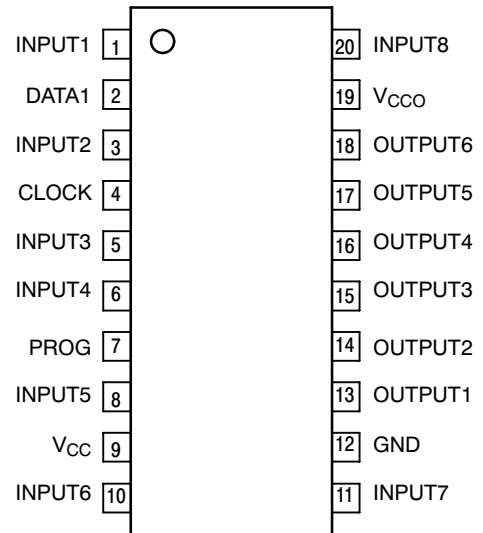 INPUT1 1 20 INPUT8
DATA1 2 19 VCCO
INPUT2 3 18 OUTPUT6
CLOCK 4 17 OUTPUT5
INPUT3 5 16 OUTPUT4
INPUT4 6 15 OUTPUT3
PROG 7 14 OUTPUT2
INPUT5 8 13 OUTPUT1
VCC 9 12 GND
INPUT6 10 11 INPUT7